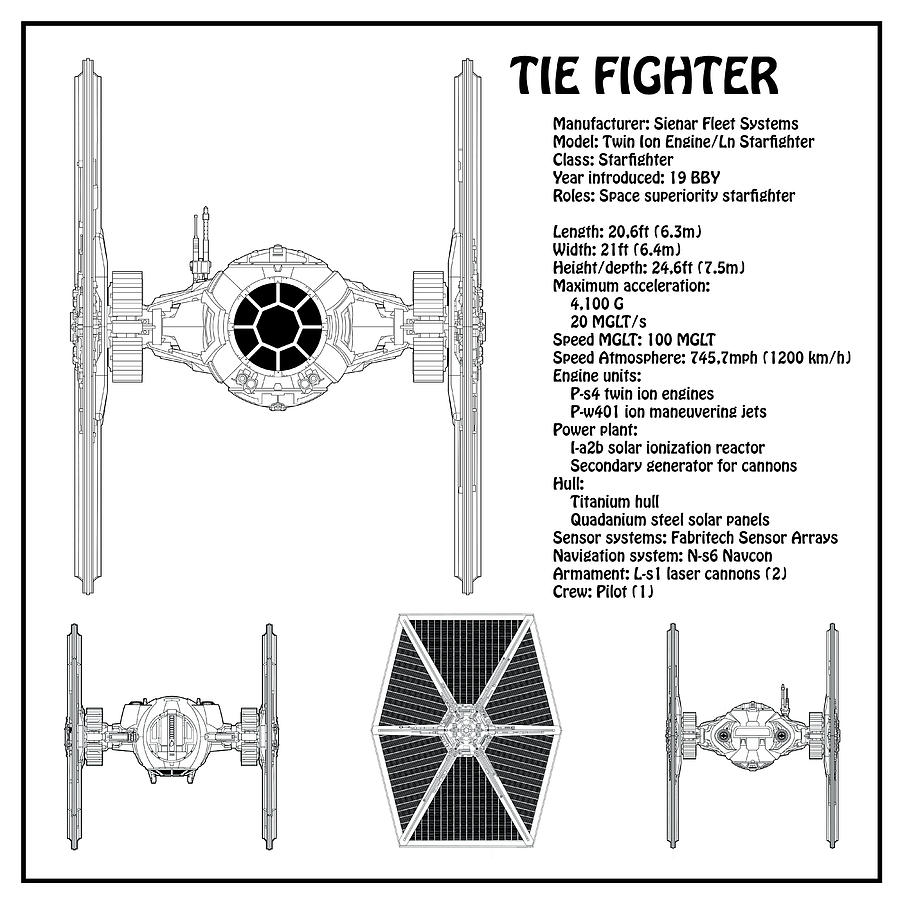 TIE FIGHTER
Manufacturer: Sienar Fleet Systems
Model: Twin Ion Engine/Ln Starfighter
Class: Starfighter
Year introduced: 19 BBY
Roles: Space superiority starfighter
Length: 20,6ft (6.3m)
Width: 21ft (6.4m)
Height/depth: 24,6ft (7.5m)
Maximum acceleration:
4,100 G
20 MGLT/s
Speed MGLT: 100 MGLT
Speed Atmosphere: 745,7mph (1200 km/h)
Engine units:
P-s4 twin ion engines
P-w401 ion maneuvering jets
Power plant:
I-a2b solar ionization reactor
Secondary generator for cannons
Hull:
Titanium hull
Quadanium steel solar panels
Sensor systems: Fabritech Sensor Arrays
Navigation system: N-s6 Navcon
Armament: L-s1 laser cannons (2)
Crew: Pilot (1)